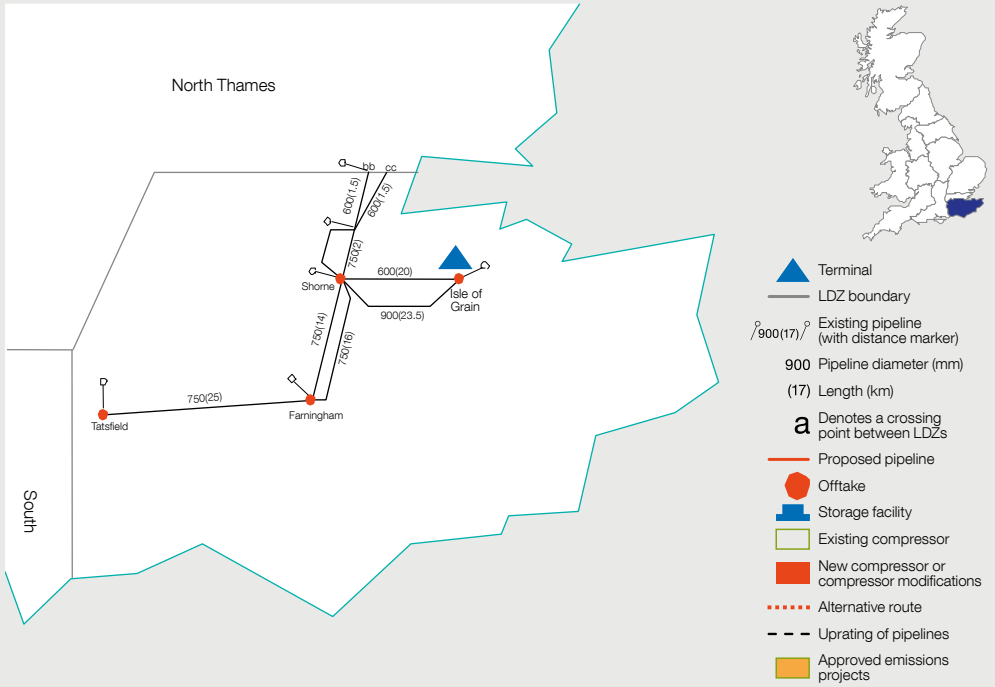 North Thames
bb
cc
600(1.5)
600(1.5)
750(2)
Shorne
600(20)
Isle of
Grain
900(23.5)
750(14)
750(16)
750(25)
Tatsfield
Farningham
South
Terminal
LDZ boundary
900(17)
Existing pipeline
(with distance marker)
900
Pipeline diameter (mm)
(17)
Length (km)
a
Denotes a crossing
point between LDZs
Proposed pipeline
Offtake
Storage facility
Existing compressor
New compressor or
compressor modifications
Alternative route
Uprating of pipelines
Approved emissions
projects